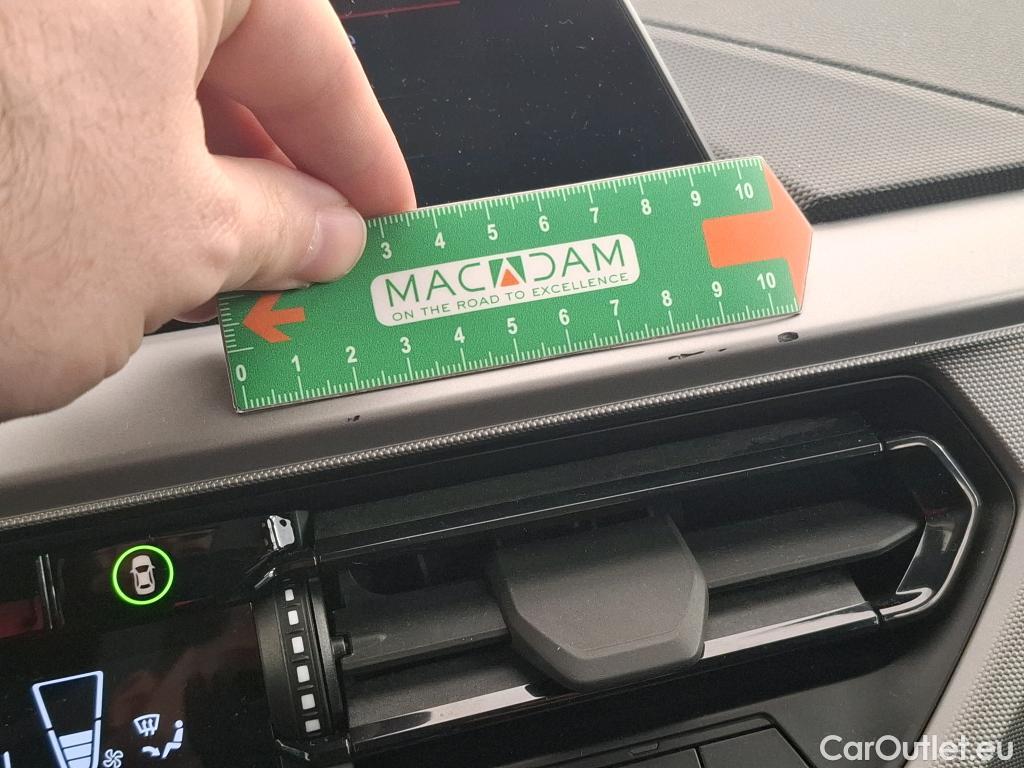 3 4 5 6 7 8 9 10
MACADAM
ON THE ROAD TO EXCELLENCE
0 1 2 3 4 5 6 7 8 9 10
CarOutlet.eu